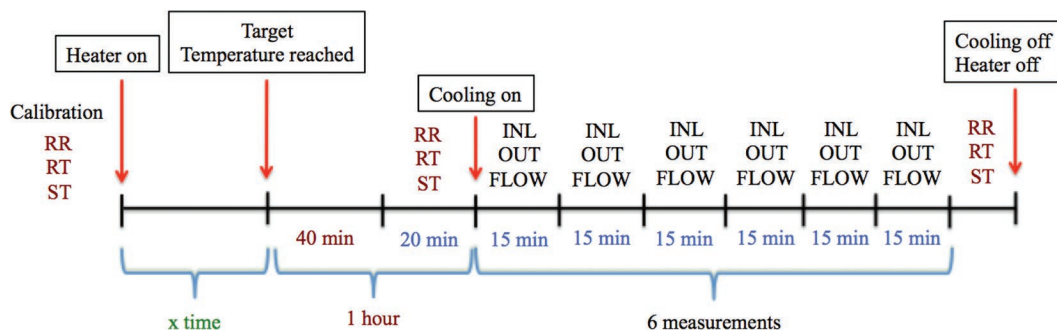 Target
Temperature reached
Heater on
Cooling off
Heater off
Cooling on
Calibration
RR
RT
ST
RR
RT
ST
INL
OUT
FLOW
INL
OUT
FLOW
INL
OUT
FLOW
INL
OUT
FLOW
INL
OUT
FLOW
INL
OUT
FLOW
RR
RT
ST
40 min
20 min
15 min
15 min
15 min
15 min
15 min
15 min
x time
1 hour
6 measurements